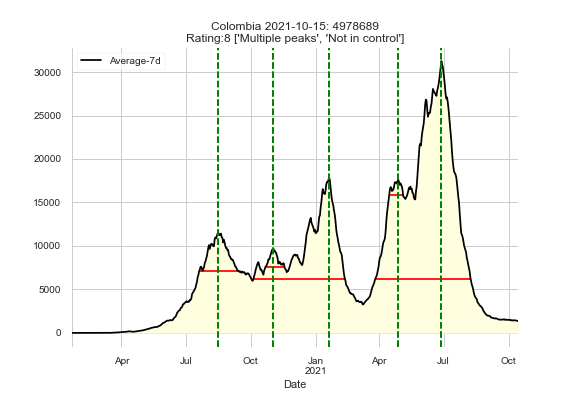 Colombia 2021-10-15: 4978689
Rating:8 ['Multiple peaks', 'Not in control']
Average-7d
30000
25000
20000
15000
10000
5000
0
Apr Jul Oct Jan Apr Jul Oct
2021
Date